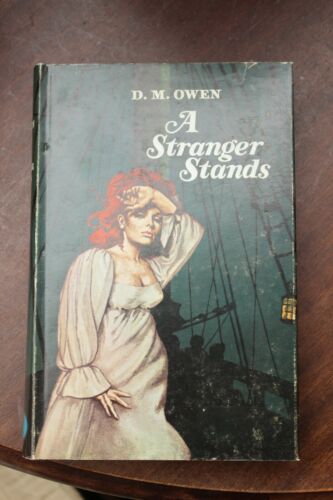 D. M. OWEN
A
Stranger
Stands